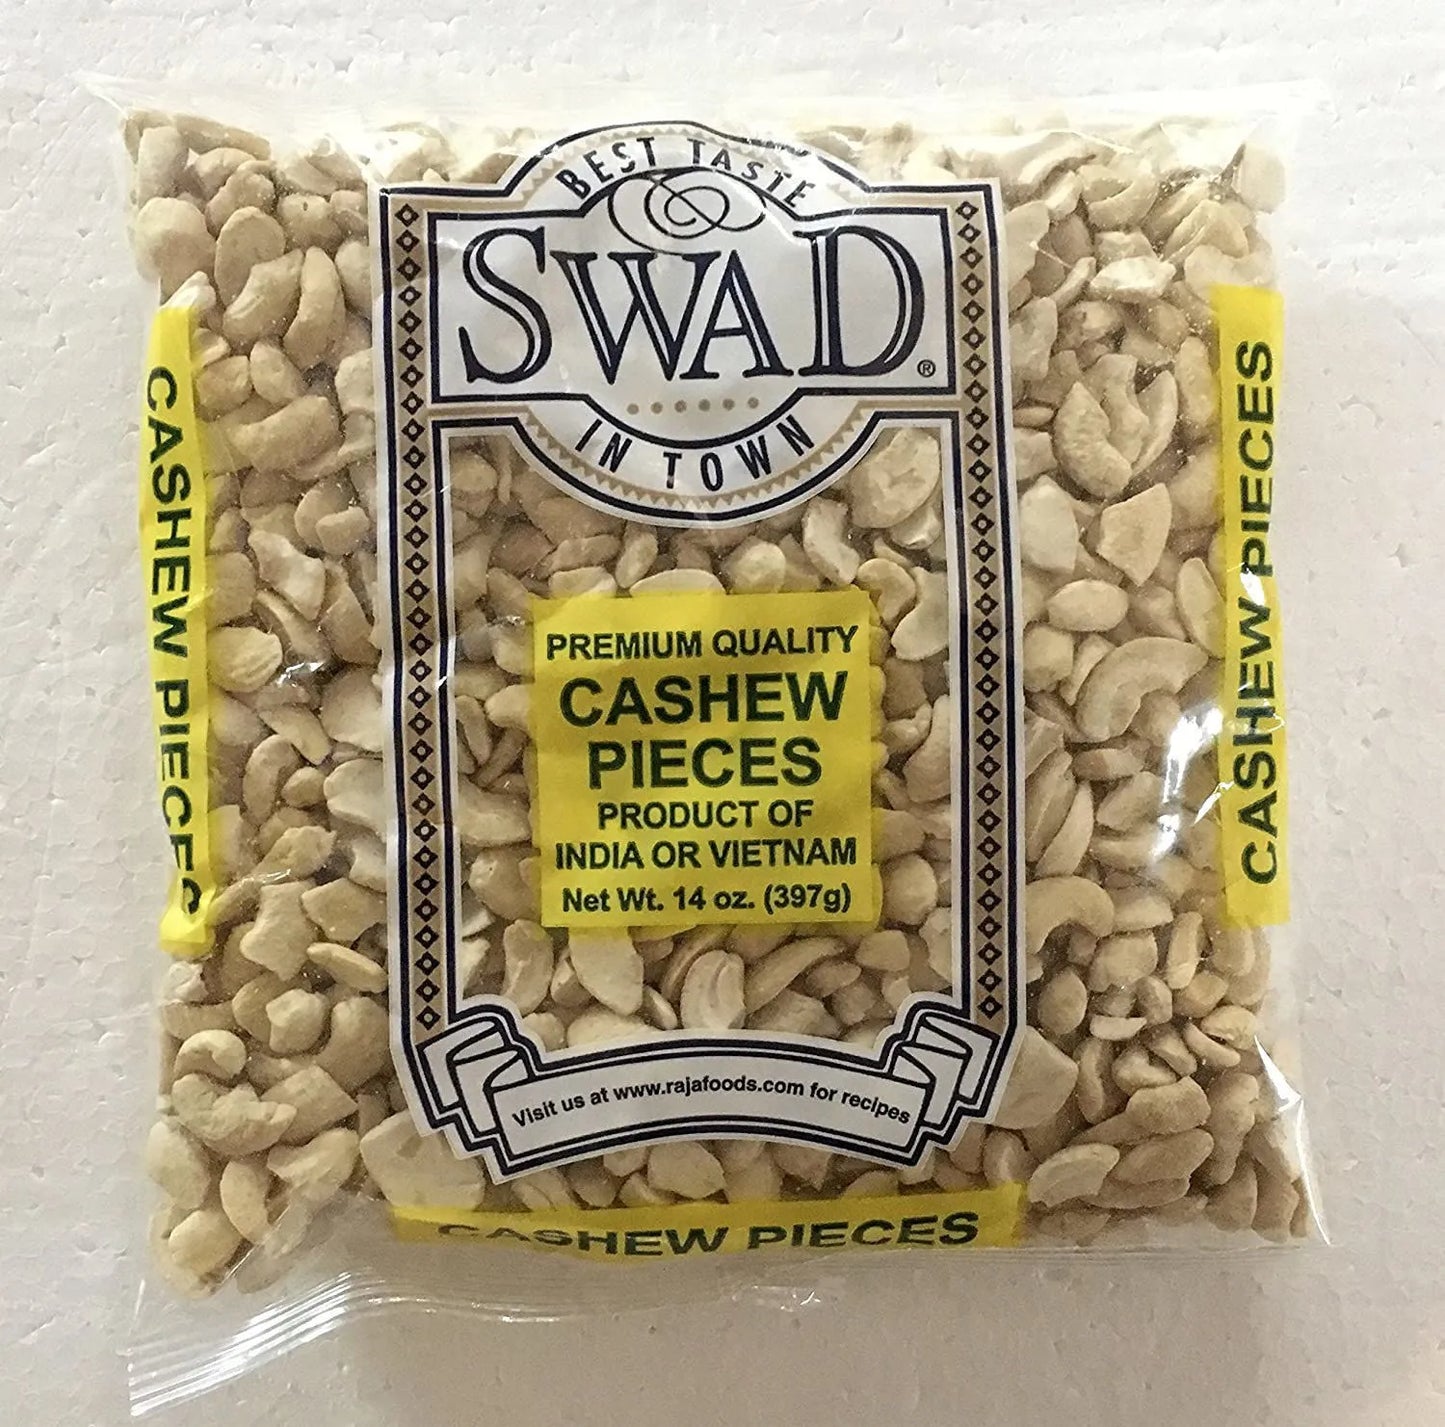 BEST TASTE
SWAD®
IN TOWN
CASHEW PIECES
CASHEW PIECES
PREMIUM QUALITY
CASHEW
PIECES
PRODUCT OF
INDIA OR VIETNAM
Net Wt. 14 oz. (397g)
Visit us at www.rajafoods.com for recipes
CASHEW PIECES